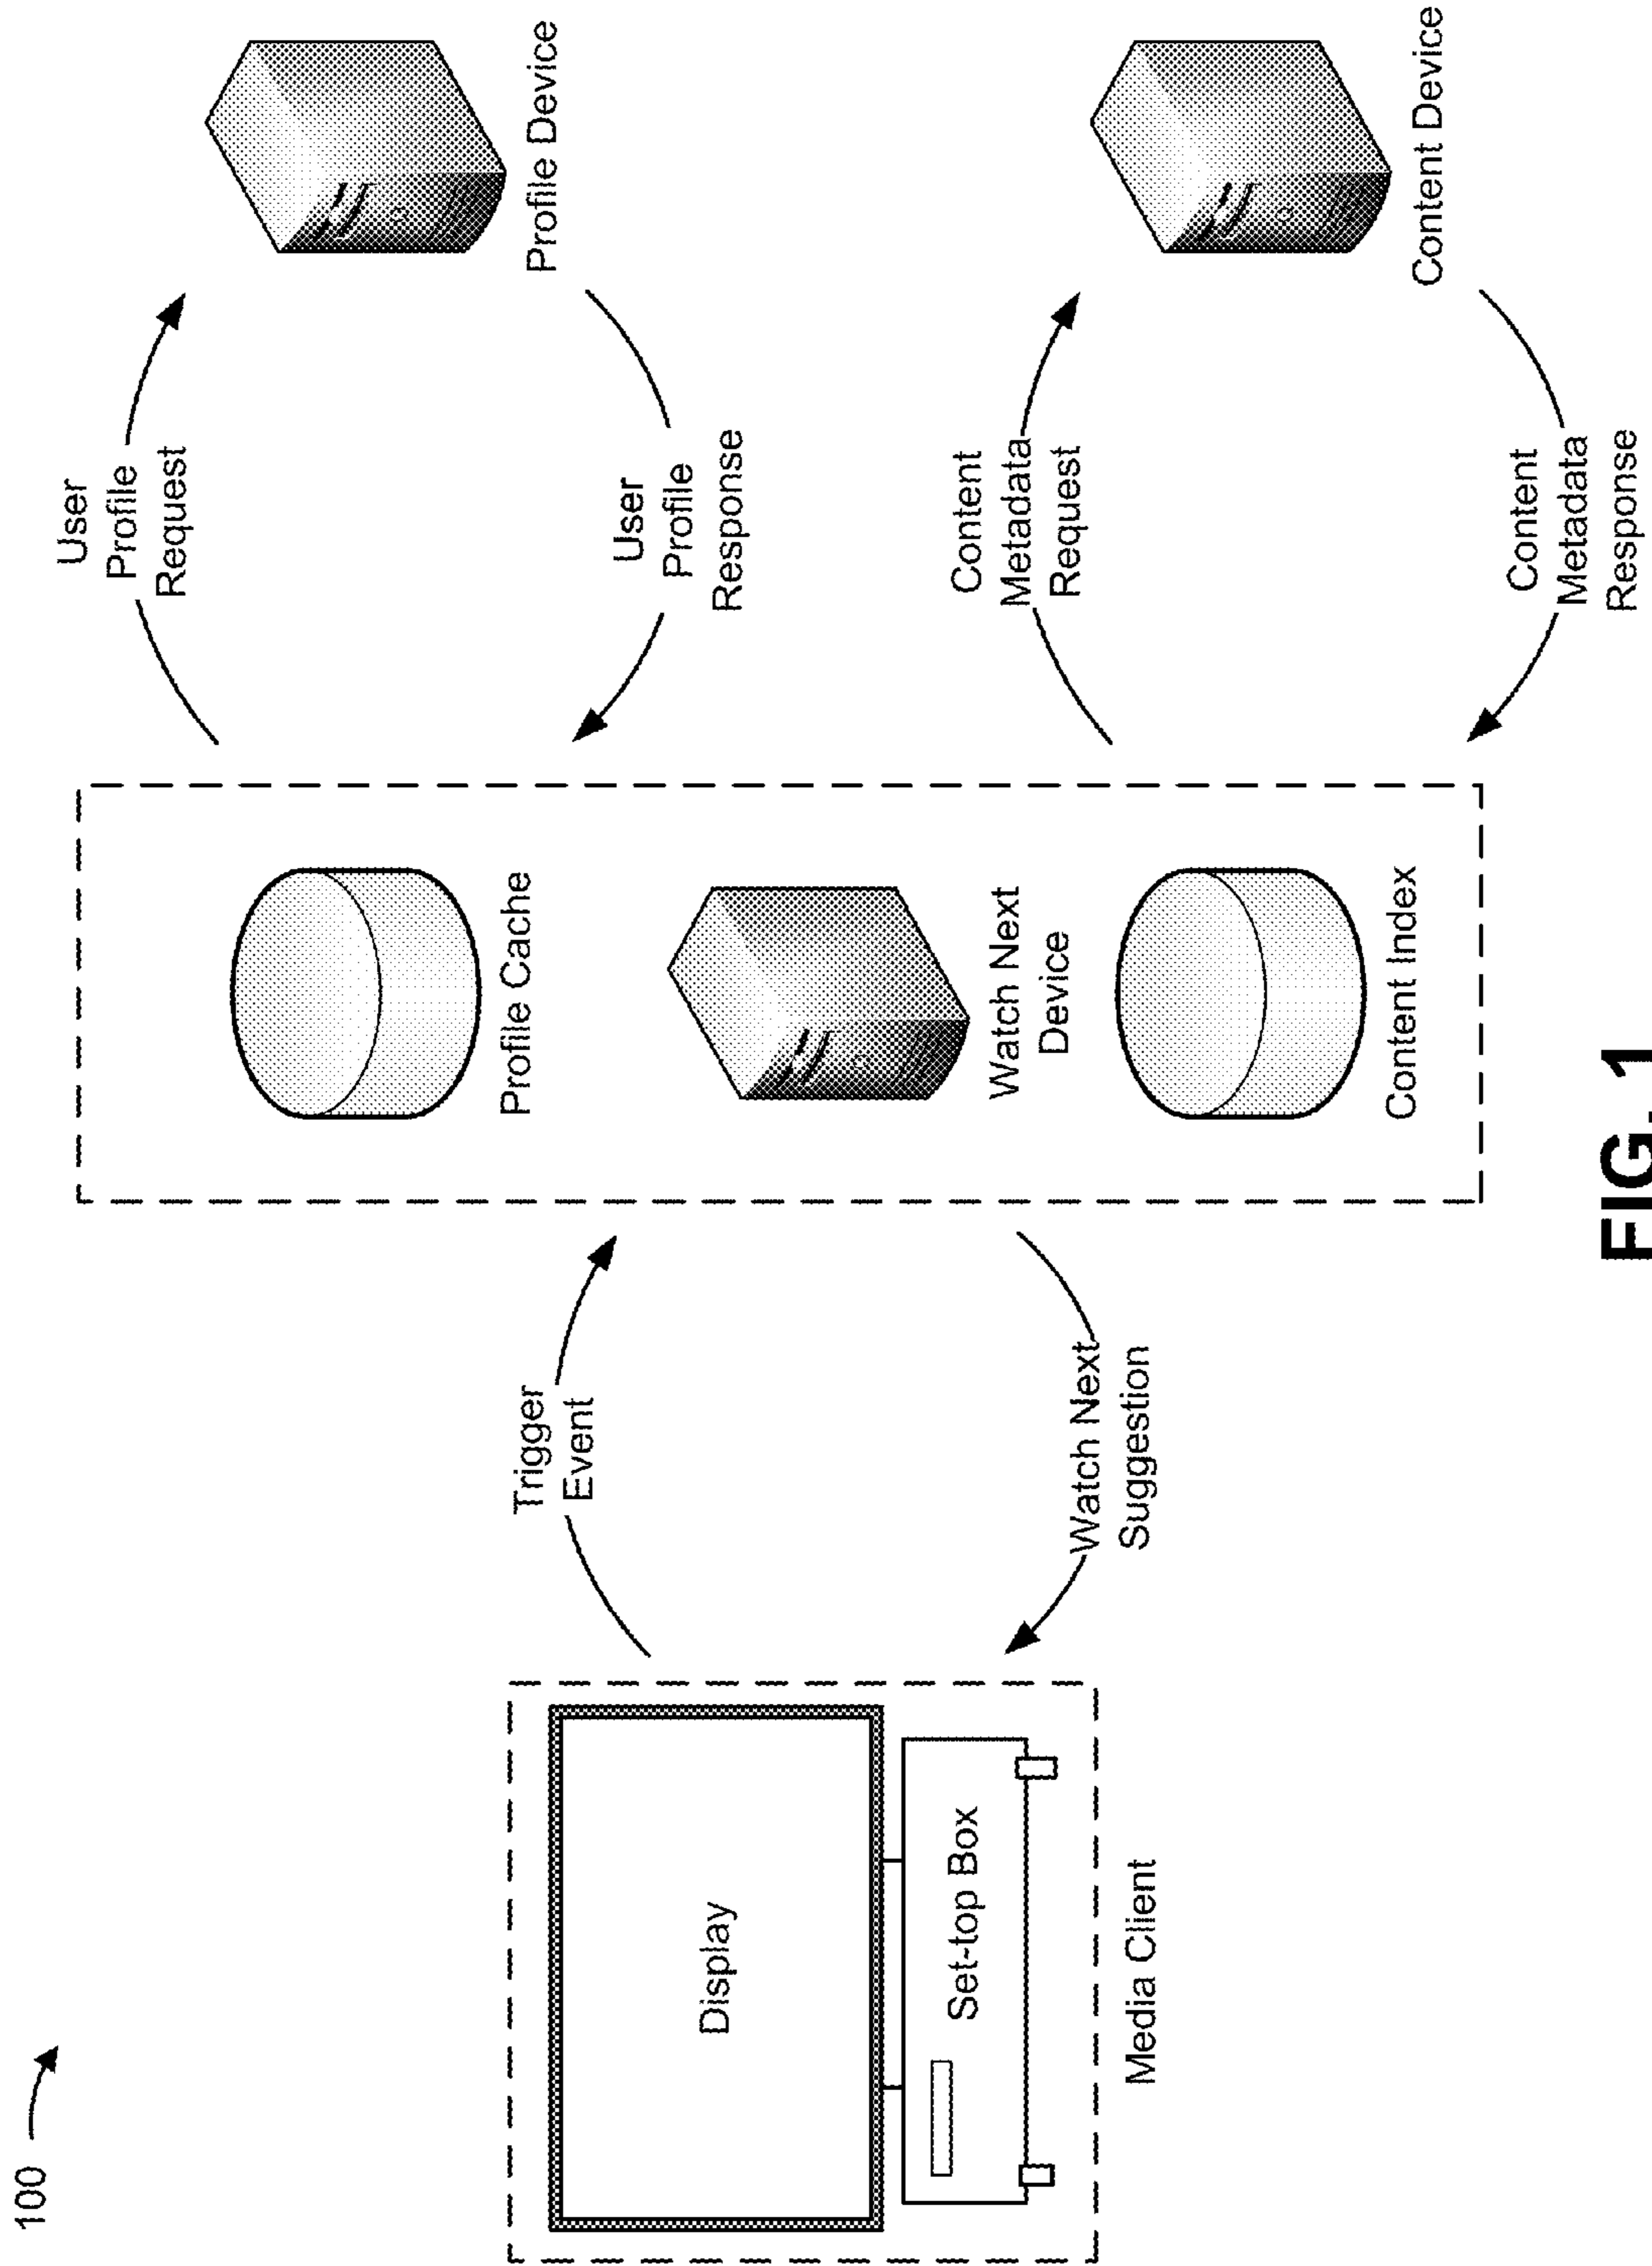 100
Display
Set-top Box
Media Client
Trigger
Event
Watch Next
Suggestion
Profile Cache
Watch Next
Device
Content Index
User
Profile
Request
User
Profile
Response
Content
Metadata
Request
Content
Metadata
Response
Profile Device
Content Device
FIG. 1